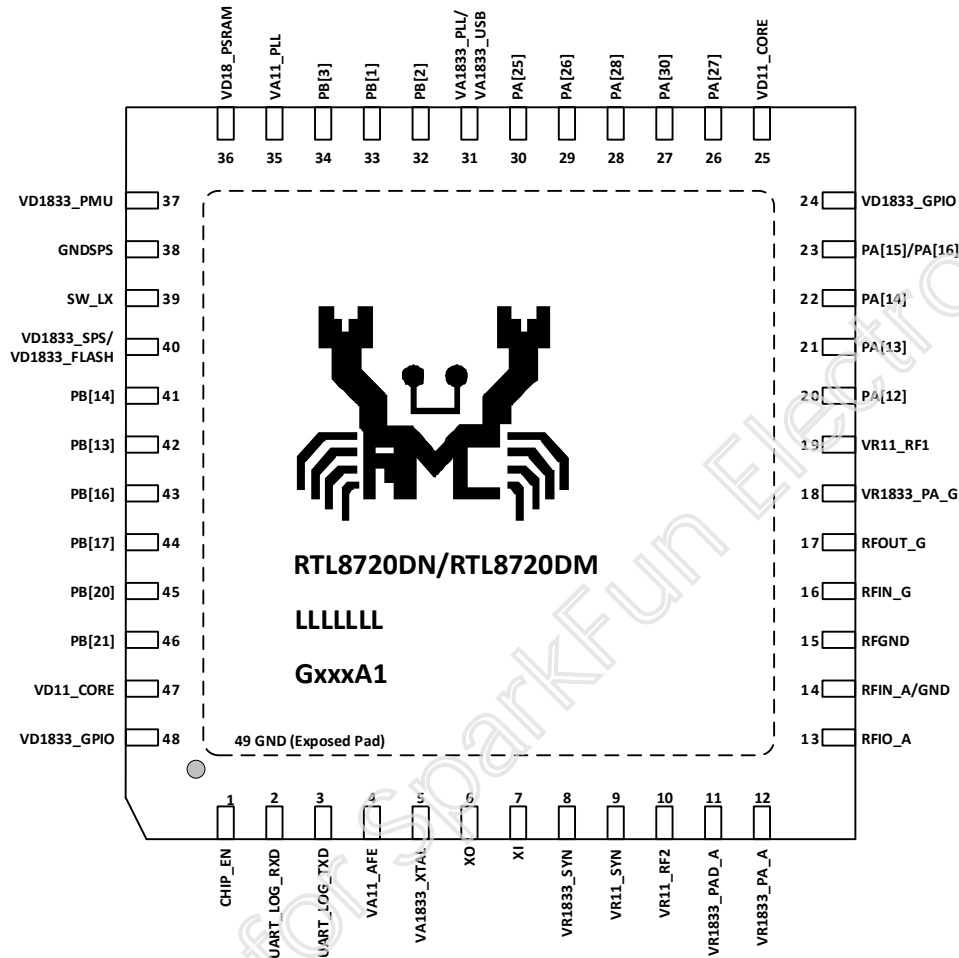 VD18_PSRAM
VA11_PLL
PB[3]
PB[1]
PB[2]
VA1833_PLL/
VA1833_USB
PA[25]
PA[26]
PA[28]
PA[30]
PA[27]
VD11_CORE
36 35 34 33 32 31 30 29 28 27 26 25
VD1833_PMU 37
GNDSPS 38
SW_LX 39
VD1833_SPS/
VD1833_FLASH 40
PB[14] 41
PB[13] 42
PB[16] 43
PB[17] 44
PB[20] 45
PB[21] 46
VD11_CORE 47
VD1833_GPIO 48
24 VD1833_GPIO
23 PA[15]/PA[16]
22 PA[14]
21 PA[13]
20 PA[12]
19 VR11_RF1
18 VR1833_PA_G
17 RFOUT_G
16 RFIN_G
15 RFGND
14 RFIN_A/GND
13 RFIO_A
AMC
RTL8720DN/RTL8720DM
LLLLLLL
GxxxA1
49 GND (Exposed Pad)
1 2 3 4 5 6 7 8 9 10 11 12
CHIP_EN
UART_LOG_RXD
UART_LOG_TXD
VA11_AFE
VA1833_XTAL
XO
XI
VR1833_SYN
VR11_SYN
VR11_RF2
VR1833_PAD_A
VR1833_PA_A
for SparkFun Electro